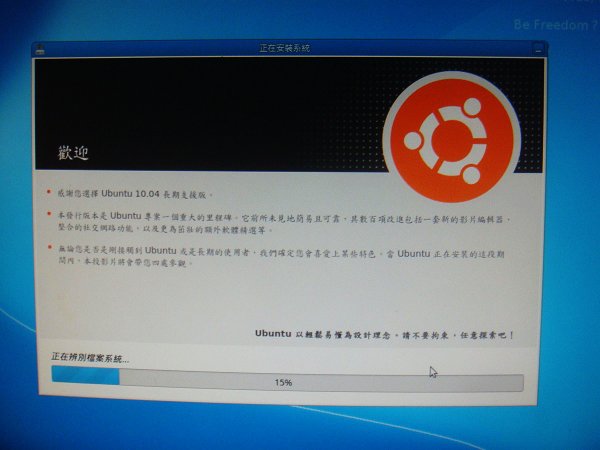 Be Freedom ?
正在安裝系統
歡迎
感謝您選擇 Ubuntu 10.04 長期支援版。
本發行版本是 Ubuntu 專案一個重大的里程碑。它前所未見地簡易且可靠，其數百項改進包括一套新的影片編輯器、
整合的社交網路功能，以及更為茁壯的額外軟體精選等。
無論您是否是剛接觸到 Ubuntu 或是長期的使用者，我們確定您會喜愛上某些特色。當 Ubuntu 正在安裝的這段期
間內，本投影片將會帶您四處參觀。
Ubuntu 以輕鬆易懂為設計理念。請不要拘束，任意探索吧！
正在辨別檔案系統...
15%